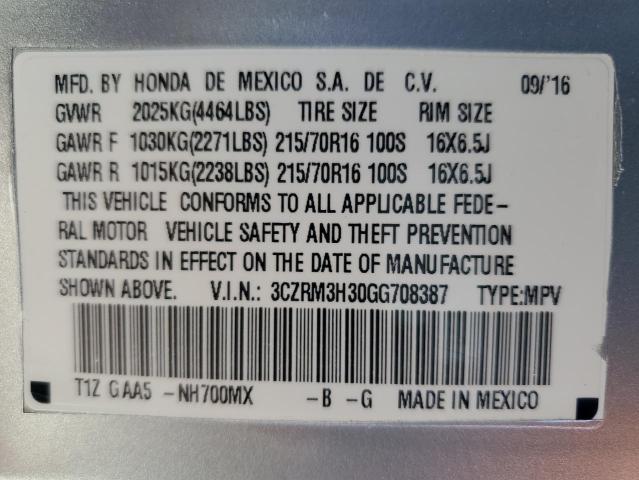 MFD. BY HONDA DE MEXICO S.A. DE C.V. 09/'16
GVWR 2025KG(4464LBS) TIRE SIZE RIM SIZE
GAWR F 1030KG(2271LBS) 215/70R16 100S 16X6.5J
GAWR R 1015KG(2238LBS) 215/70R16 100S 16X6.5J
THIS VEHICLE CONFORMS TO ALL APPLICABLE FEDE-
RAL MOTOR VEHICLE SAFETY AND THEFT PREVENTION
STANDARDS IN EFFECT ON THE DATE OF MANUFACTURE
SHOWN ABOVE. V.I.N.: 3CZRM3H30GG708387 TYPE:MPV
T1Z G AA5 -NH700MX -B -G MADE IN MEXICO